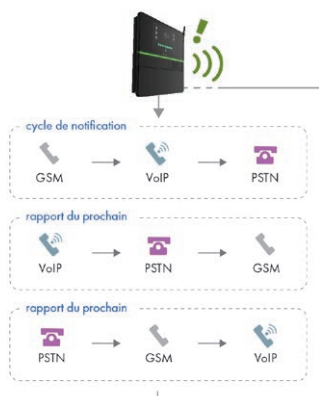 cycle de notification
GSM VoIP PSTN
rapport du prochain
VoIP PSTN GSM
rapport du prochain
PSTN GSM VoIP